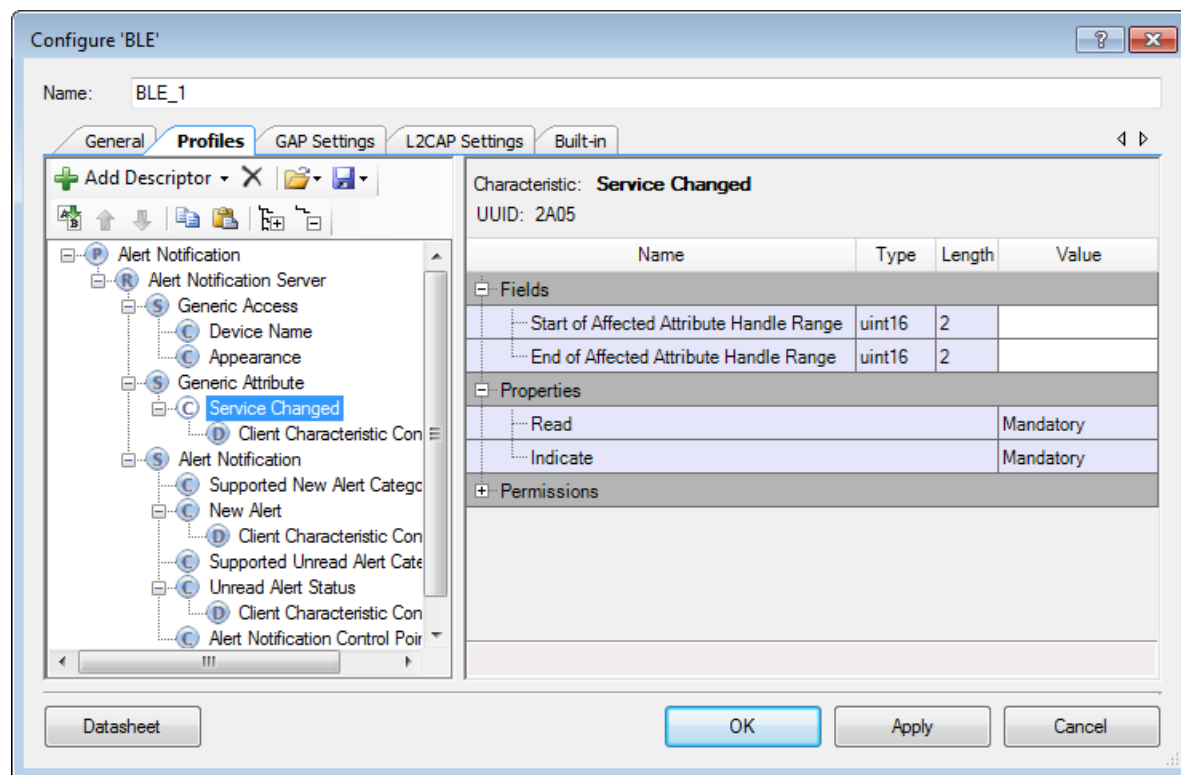 Configure 'BLE'
Name: BLE_1
General Profiles GAP Settings L2CAP Settings Built-in
Add Descriptor
Characteristic: Service Changed
UUID: 2A05
Name Type Length Value
Fields
Start of Affected Attribute Handle Range uint16 2
End of Affected Attribute Handle Range uint16 2
Properties
Read Mandatory
Indicate Mandatory
Permissions
P Alert Notification
R Alert Notification Server
S Generic Access
C Device Name
C Appearance
S Generic Attribute
C Service Changed
D Client Characteristic Con
S Alert Notification
C Supported New Alert Catego
C New Alert
D Client Characteristic Con
C Supported Unread Alert Cate
C Unread Alert Status
D Client Characteristic Con
C Alert Notification Control Poir
Datasheet OK Apply Cancel